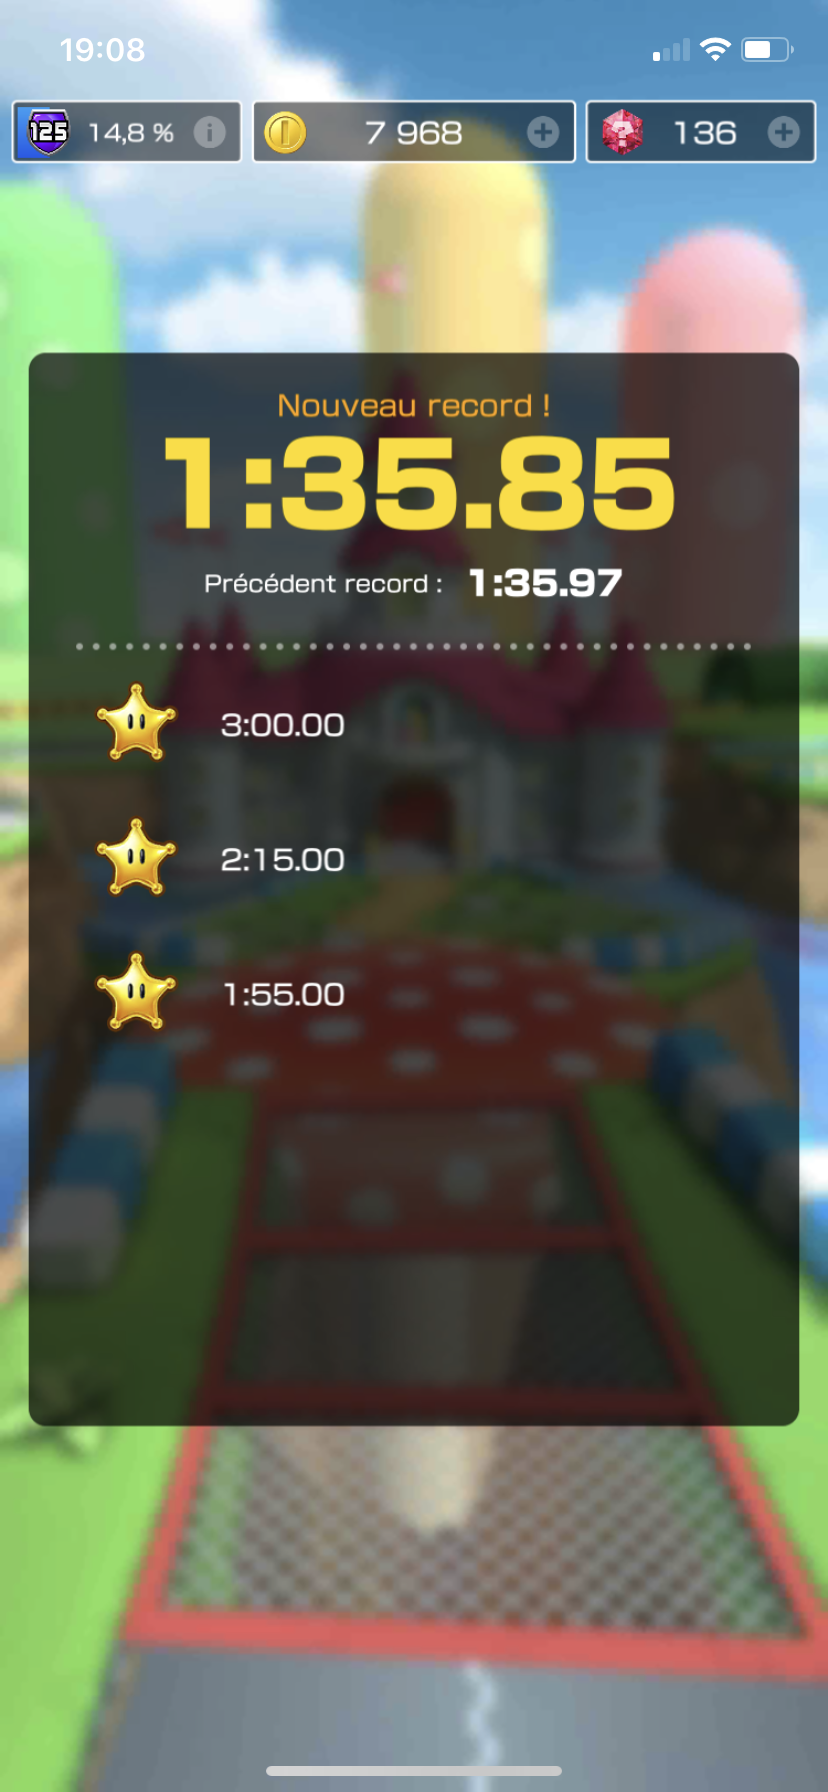 19:08
125 14,8 % i 7 968 + ? 136 +
Nouveau record !
1:35.85
Précédent record : 1:35.97
3:00.00
2:15.00
1:55.00